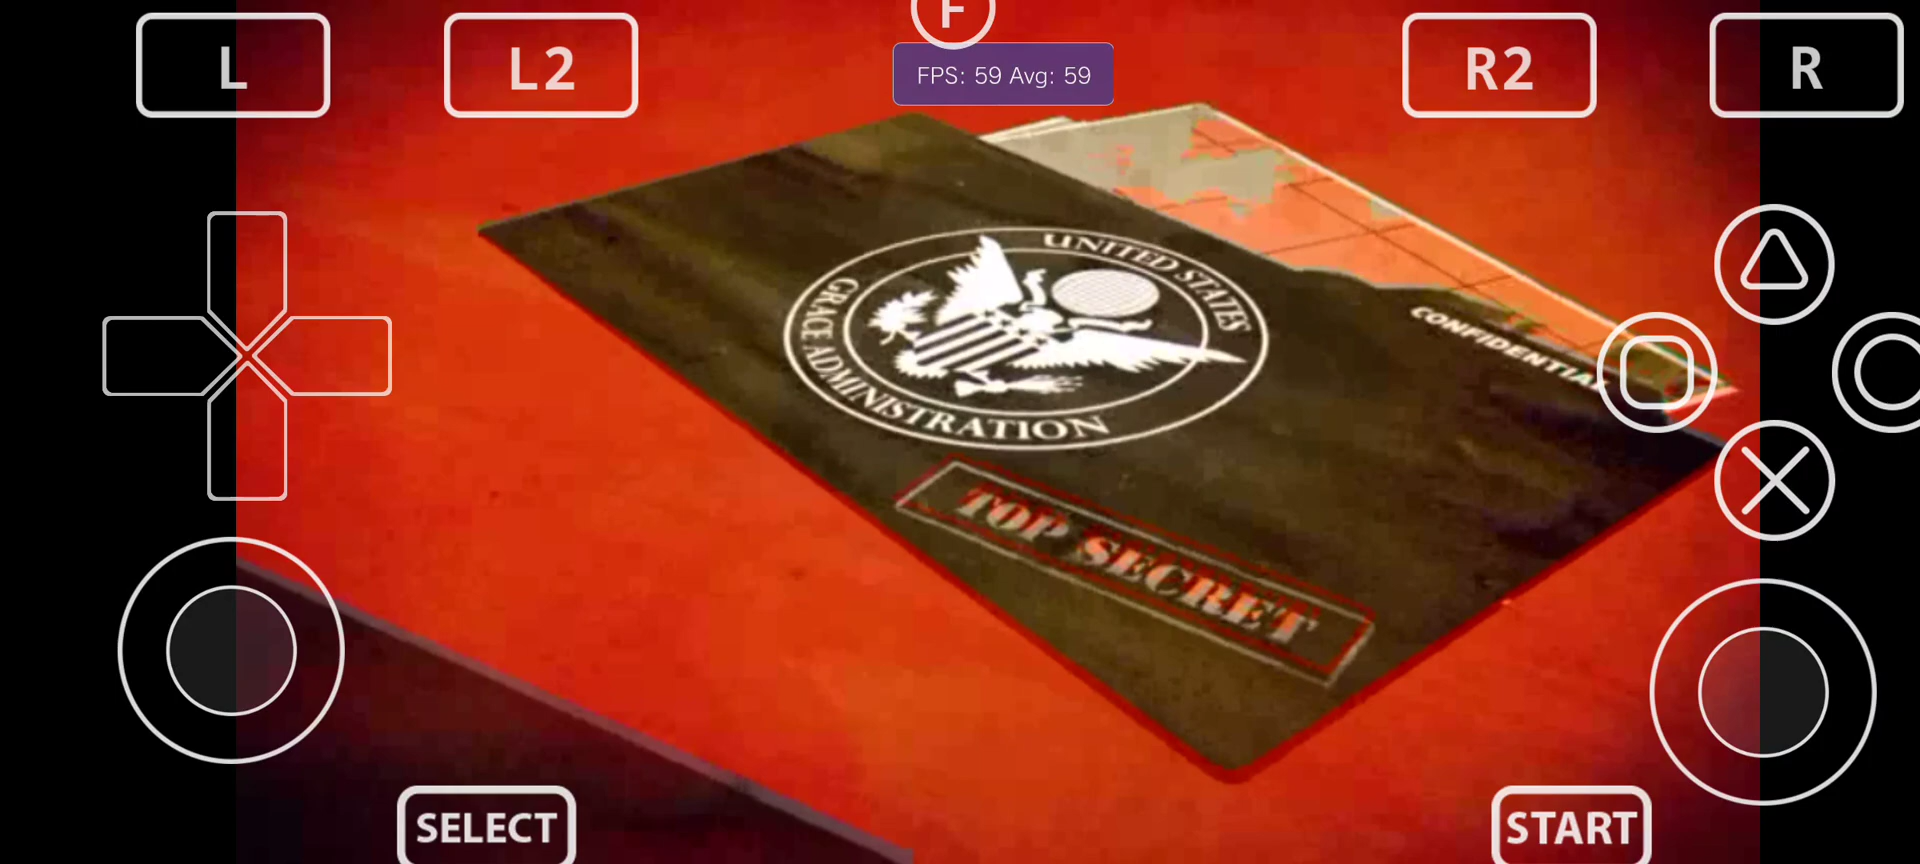 F
L
L2
FPS: 59 Avg: 59
R2
R
UNITED STATES
GRACE ADMINISTRATION
CONFIDENTIAL
TOP SECRET
SELECT
START